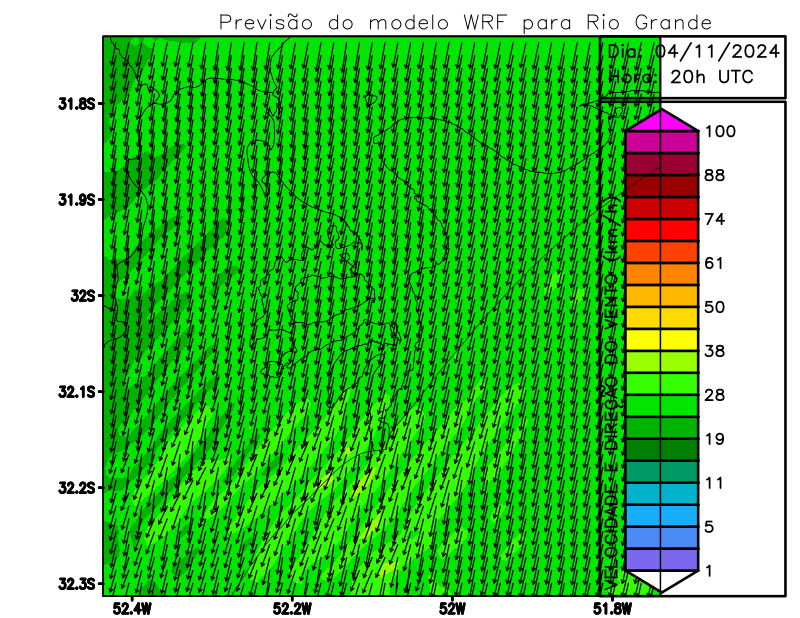 Previsão do modelo WRF para Rio Grande
Dia: 04/11/2024
Hora: 20h UTC
31.8S
31.9S
32S
32.1S
32.2S
32.3S
52.4W
52.2W
52W
51.8W
VELOCIDADE E DIREÇÃO DO VENTO (km/h)
100
88
74
61
50
38
28
19
11
5
1